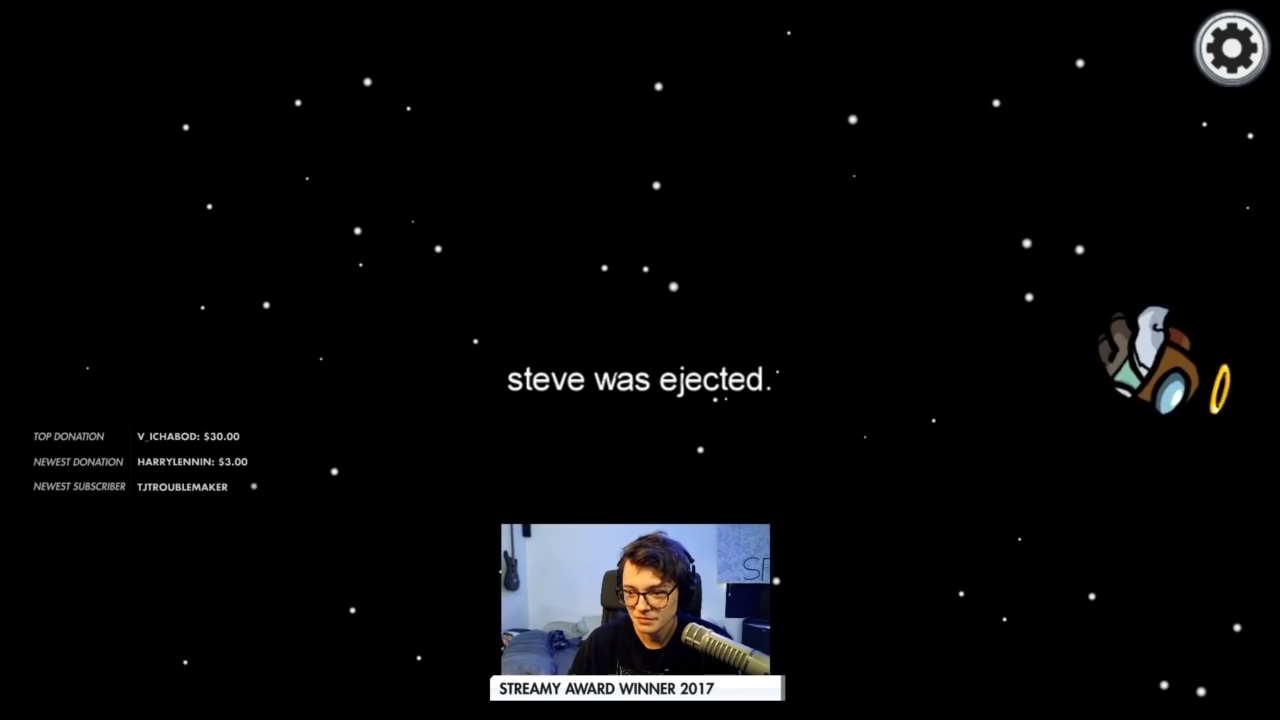 steve was ejected.
TOP DONATION V_ICHABOD: $30.00
NEWEST DONATION HARRYLENNIN: $3.00
NEWEST SUBSCRIBER TJTROUBLEMAKER
SF
STREAMY AWARD WINNER 2017